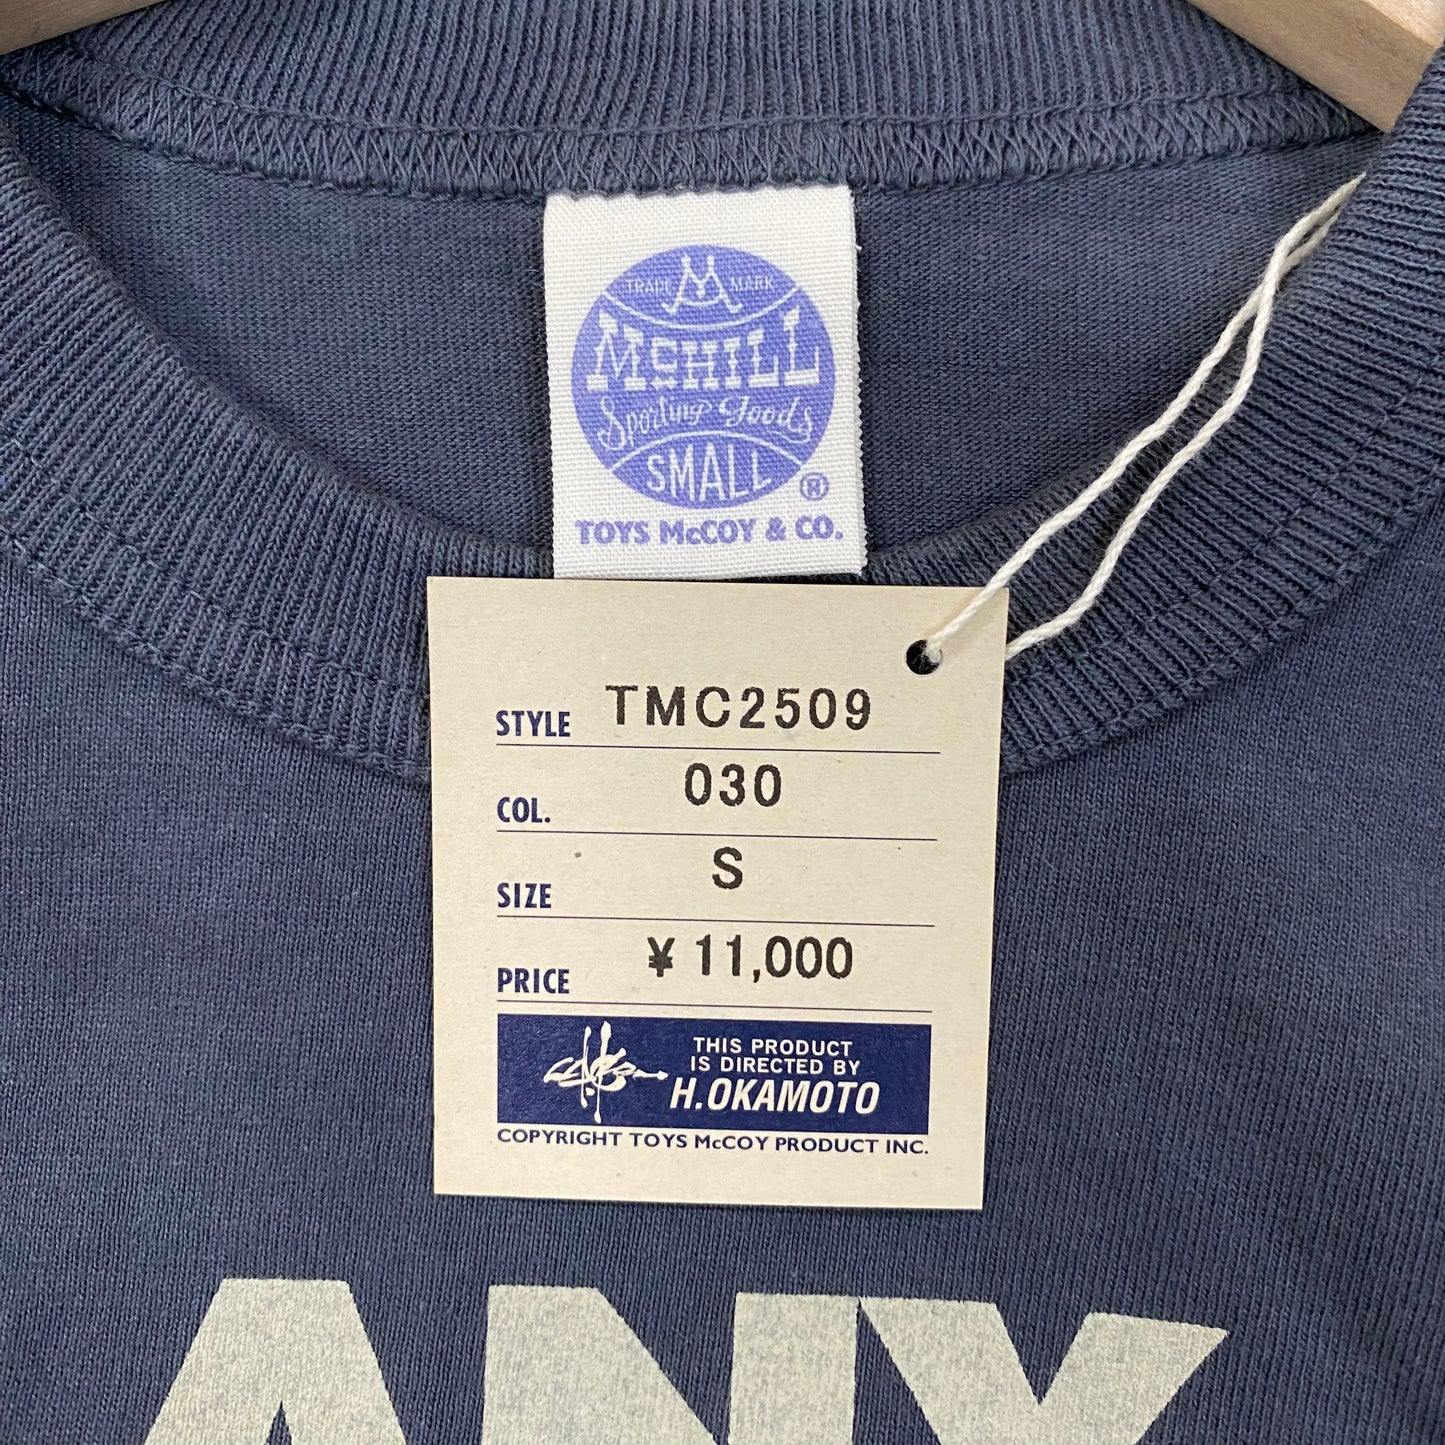 TRADE MARK
McHILL
Sporting Goods
SMALL
®
TOYS McCOY & CO.
STYLE TMC2509
COL. 030
SIZE S
PRICE ¥ 11,000
THIS PRODUCT
IS DIRECTED BY
H.OKAMOTO
COPYRIGHT TOYS McCOY PRODUCT INC.
ANY